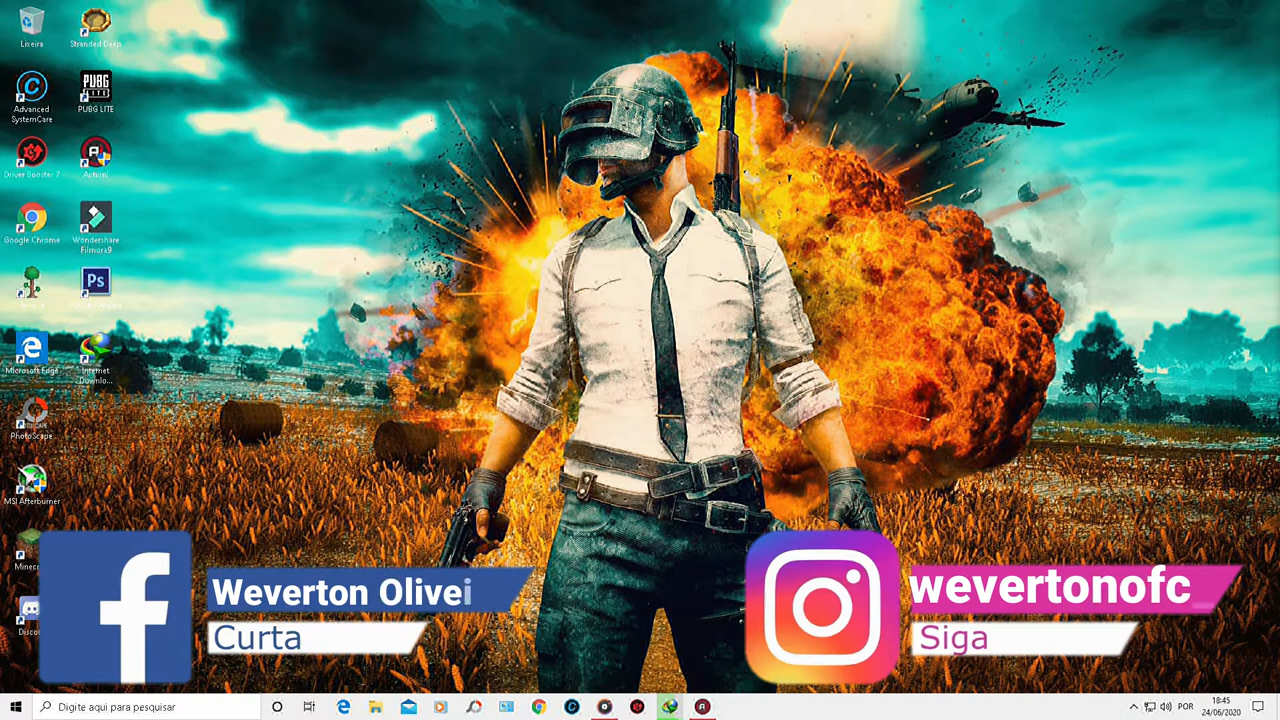 Lixeira
Stranded Deep
Advanced
SystemCare
PUBG
LITE
PUBG LITE
Driver Booster 7
Action!
Google Chrome
Wondershare
Filmora9
Ps
Microsoft Edge
Internet
Downlo...
PhotoScape
MSI Afterburner
Minec
Disco
Weverton Olivei
Curta
wevertonofc
Siga
Digite aqui para pesquisar
POR
18:45
24/06/2020